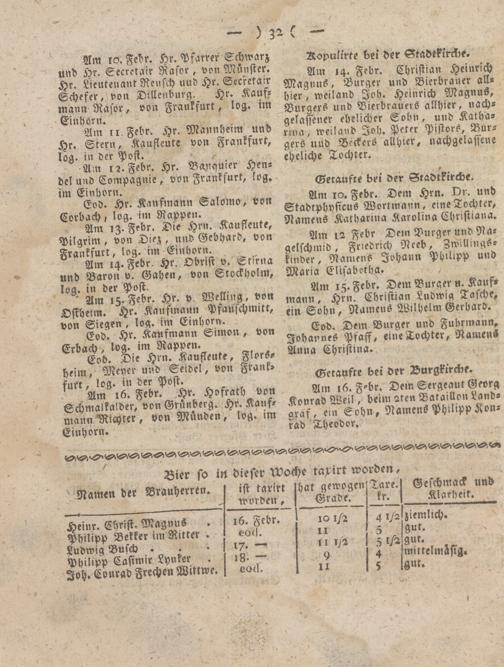 — ) 32 ( —
Am 10. Febr. Hr. Pfarrer Schwarz
und Hr. Secretair Rasor, von Münster.
Hr. Lieutenant Reusch und Hr. Secretair
Schefer, von Dillenburg. Hr. Kauf-
mann Rasor, von Frankfurt, log. im
Einhorn.
Am 11. Febr. Hr. Mannheim und
Hr. Stern, Kaufleute von Frankfurt,
log. in der Post.
Am 12. Febr. Hr. Banquier Hen-
del und Compagnie, von Frankfurt, log.
im Einhorn.
Eod. Hr. Kaufmann Salomo, von
Corbach, log. im Rappen.
Am 13. Febr. Die Hrn. Kaufleute,
Pilgrim, von Diez, und Gebhard, von
Frankfurt, log. im Einhorn.
Am 14. Febr. Hr. Obrist v. Stirna
und Baron v. Gahen, von Stockholm,
log. in der Post.
Am 15. Febr. Hr. v. Welling, von
Ostheim. Hr. Kaufmann Pfauschmitt,
von Siegen, log. im Einhorn.
Eod. Hr. Kaufmann Simon, von
Erbach, log. im Rappen.
Eod. Die Hrn. Kaufleute, Flors-
heim, Meyer und Seidel, von Frank-
furt, log. in der Post.
Am 16. Febr. Hr. Hofrath von
Schmalkalder, von Grünberg. Hr. Kauf-
mann Richter, von Münden, log. im
Einhorn.
Kopulirte bei der Stadtkirche.
Am 14. Febr. Christian Heinrich
Magnus, Burger und Bierbrauer all-
hier, weiland Joh. Heinrich Magnus,
Burgers und Bierbrauers allhier, nach-
gelassener ehelicher Sohn, und Katha-
rina, weiland Joh. Peter Pistors, Bur-
gers und Beckers allhier, nachgelassene
eheliche Tochter.
Getaufte bei der Stadtkirche.
Am 10. Febr. Dem Hrn. Dr. und
Stadtphysicus Wortmann, eine Tochter,
Namens Katharina Karolina Christiana.
Am 12 Febr Dem Burger und Na-
gelschmid, Friedrich Neeb, Zwillings-
kinder, Namens Johann Philipp und
Maria Elisabetha.
Am 15. Febr. Dem Burger u. Kauf-
mann, Hrn. Christian Ludwig Tasche,
ein Sohn, Namens Wilhelm Gerhard.
Eod. Dem Burger und Fuhrmann,
Johannes Pfaff, eine Tochter, Namens
Anna Christina.
Getaufte bei der Burgkirche.
Am 16. Febr. Dem Sergeant Georg
Konrad Weil, beim 2ten Bataillon Land-
graf, ein Sohn, Namens Philipp Kon-
rad Theodor.
Bier so in dieser Woche taxirt worden,
Namen der Brauherren. ist taxirt worden, hat gewogen Grade. Taxe. kr. Geschmack und Klarheit.
Heinr. Christ. Magnus . 16. Febr. 10 1/2 4 1/2 ziemlich.
Philipp Bekker im Ritter . eod. 11 5 gut.
Ludwig Busch . . 17. — 11 1/2 5 1/2 gut.
Philipp Casimir Lynker . 18. — 9 4 mittelmäsig.
Joh. Conrad Frechen Wittwe. eod. 11 5 gut.